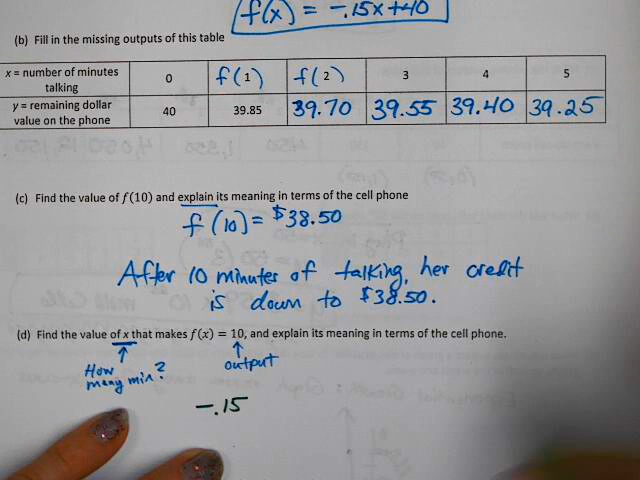 f(x) = -.15x+40
(b) Fill in the missing outputs of this table
x = number of minutes talking 0 f(1) f(2) 3 4 5
y = remaining dollar value on the phone 40 39.85 39.70 39.55 39.40 39.25
(c) Find the value of f(10) and explain its meaning in terms of the cell phone
f(10) = $38.50
After 10 minutes of talking, her credit
is down to $38.50.
(d) Find the value of x that makes f(x) = 10, and explain its meaning in terms of the cell phone.
How many min? output
-.15